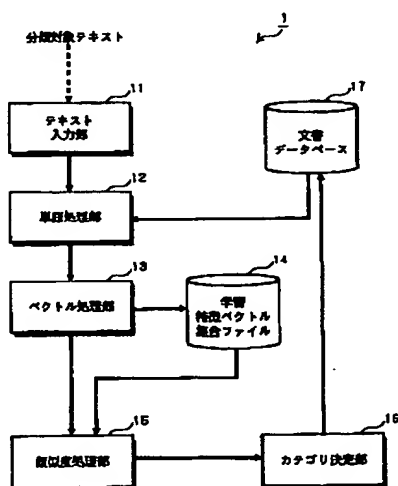 分類対象テキスト
1
11
テキスト
入力部
17
文書
データベース
12
単語処理部
13
ベクトル処理部
14
学習
特徴ベクトル
集合ファイル
15
類似度処理部
16
カテゴリ決定部